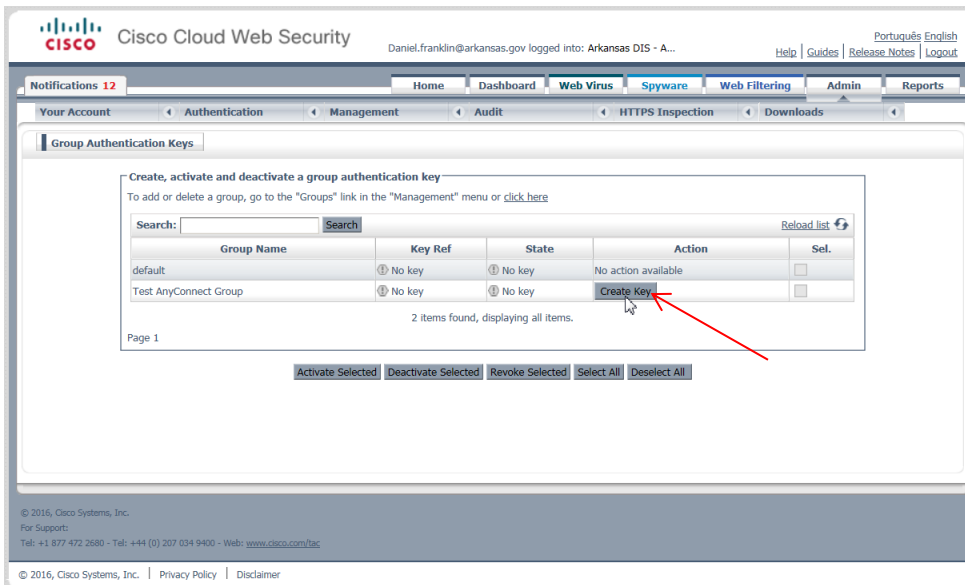 CISCO
Cisco Cloud Web Security
Daniel.franklin@arkansas.gov logged into: Arkansas DIS - A...
Português English
Help | Guides | Release Notes | Logout
Notifications 12
Home Dashboard Web Virus Spyware Web Filtering Admin Reports
Your Account Authentication Management Audit HTTPS Inspection Downloads
Group Authentication Keys
Create, activate and deactivate a group authentication key
To add or delete a group, go to the "Groups" link in the "Management" menu or click here
Search: Search Reload list
Group Name Key Ref State Action Sel.
default No key No key No action available
Test AnyConnect Group No key No key Create Key
2 items found, displaying all items.
Page 1
Activate Selected Deactivate Selected Revoke Selected Select All Deselect All
© 2016, Cisco Systems, Inc.
For Support:
Tel: +1 877 472 2680 - Tel: +44 (0) 207 034 9400 - Web: www.cisco.com/tac
© 2016, Cisco Systems, Inc. | Privacy Policy | Disclaimer